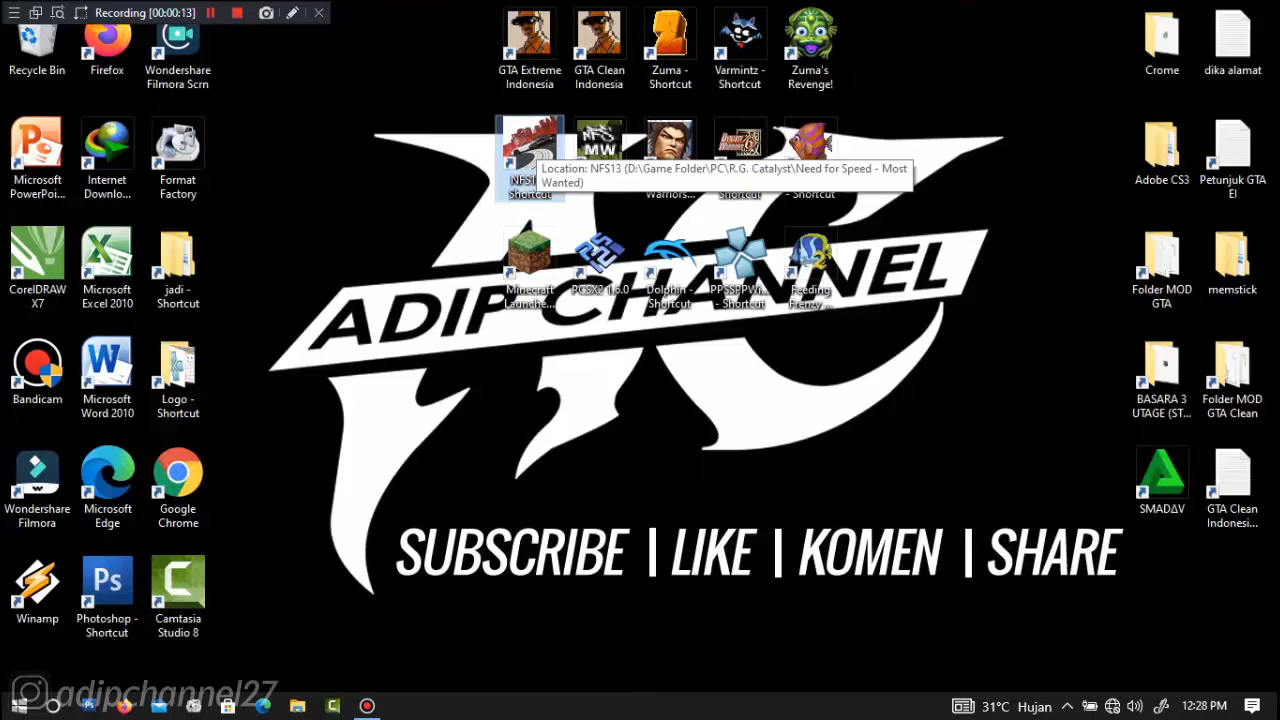 Recording [00:00:13]
Recycle Bin
Firefox
Wondershare
Filmora Scrn
GTA Extreme
Indonesia
GTA Clean
Indonesia
Zuma -
Shortcut
Varmintz -
Shortcut
Zuma's
Revenge!
Crome
dika alamat
Microsoft
PowerPoi...
Internet
Downlo...
Format
Factory
Shortcut
NFS
MW
Warriors...
Shortcut
- Shortcut
Location: NFS13 (D:\Game Folder\PC\R.G. Catalyst\Need for Speed - Most
Wanted)
Adobe CS3
Petunjuk GTA
EI
CorelDRAW
X7
Microsoft
Excel 2010
jadi -
Shortcut
Minecraft
Launche...
PCSX2 1.6.0
Dolphin -
Shortcut
PPSSPPWi...
- Shortcut
Feeding
Frenzy ...
Folder MOD
GTA
memstick
ADIP CHANNEL
Bandicam
Microsoft
Word 2010
Logo -
Shortcut
BASARA 3
UTAGE (ST...
Folder MOD
GTA Clean
Wondershare
Filmora
Microsoft
Edge
Google
Chrome
SMADΔV
GTA Clean
Indonesi...
SUBSCRIBE | LIKE | KOMEN | SHARE
Winamp
Photoshop -
Shortcut
Camtasia
Studio 8
adipchannel27
31°C Hujan
12:28 PM